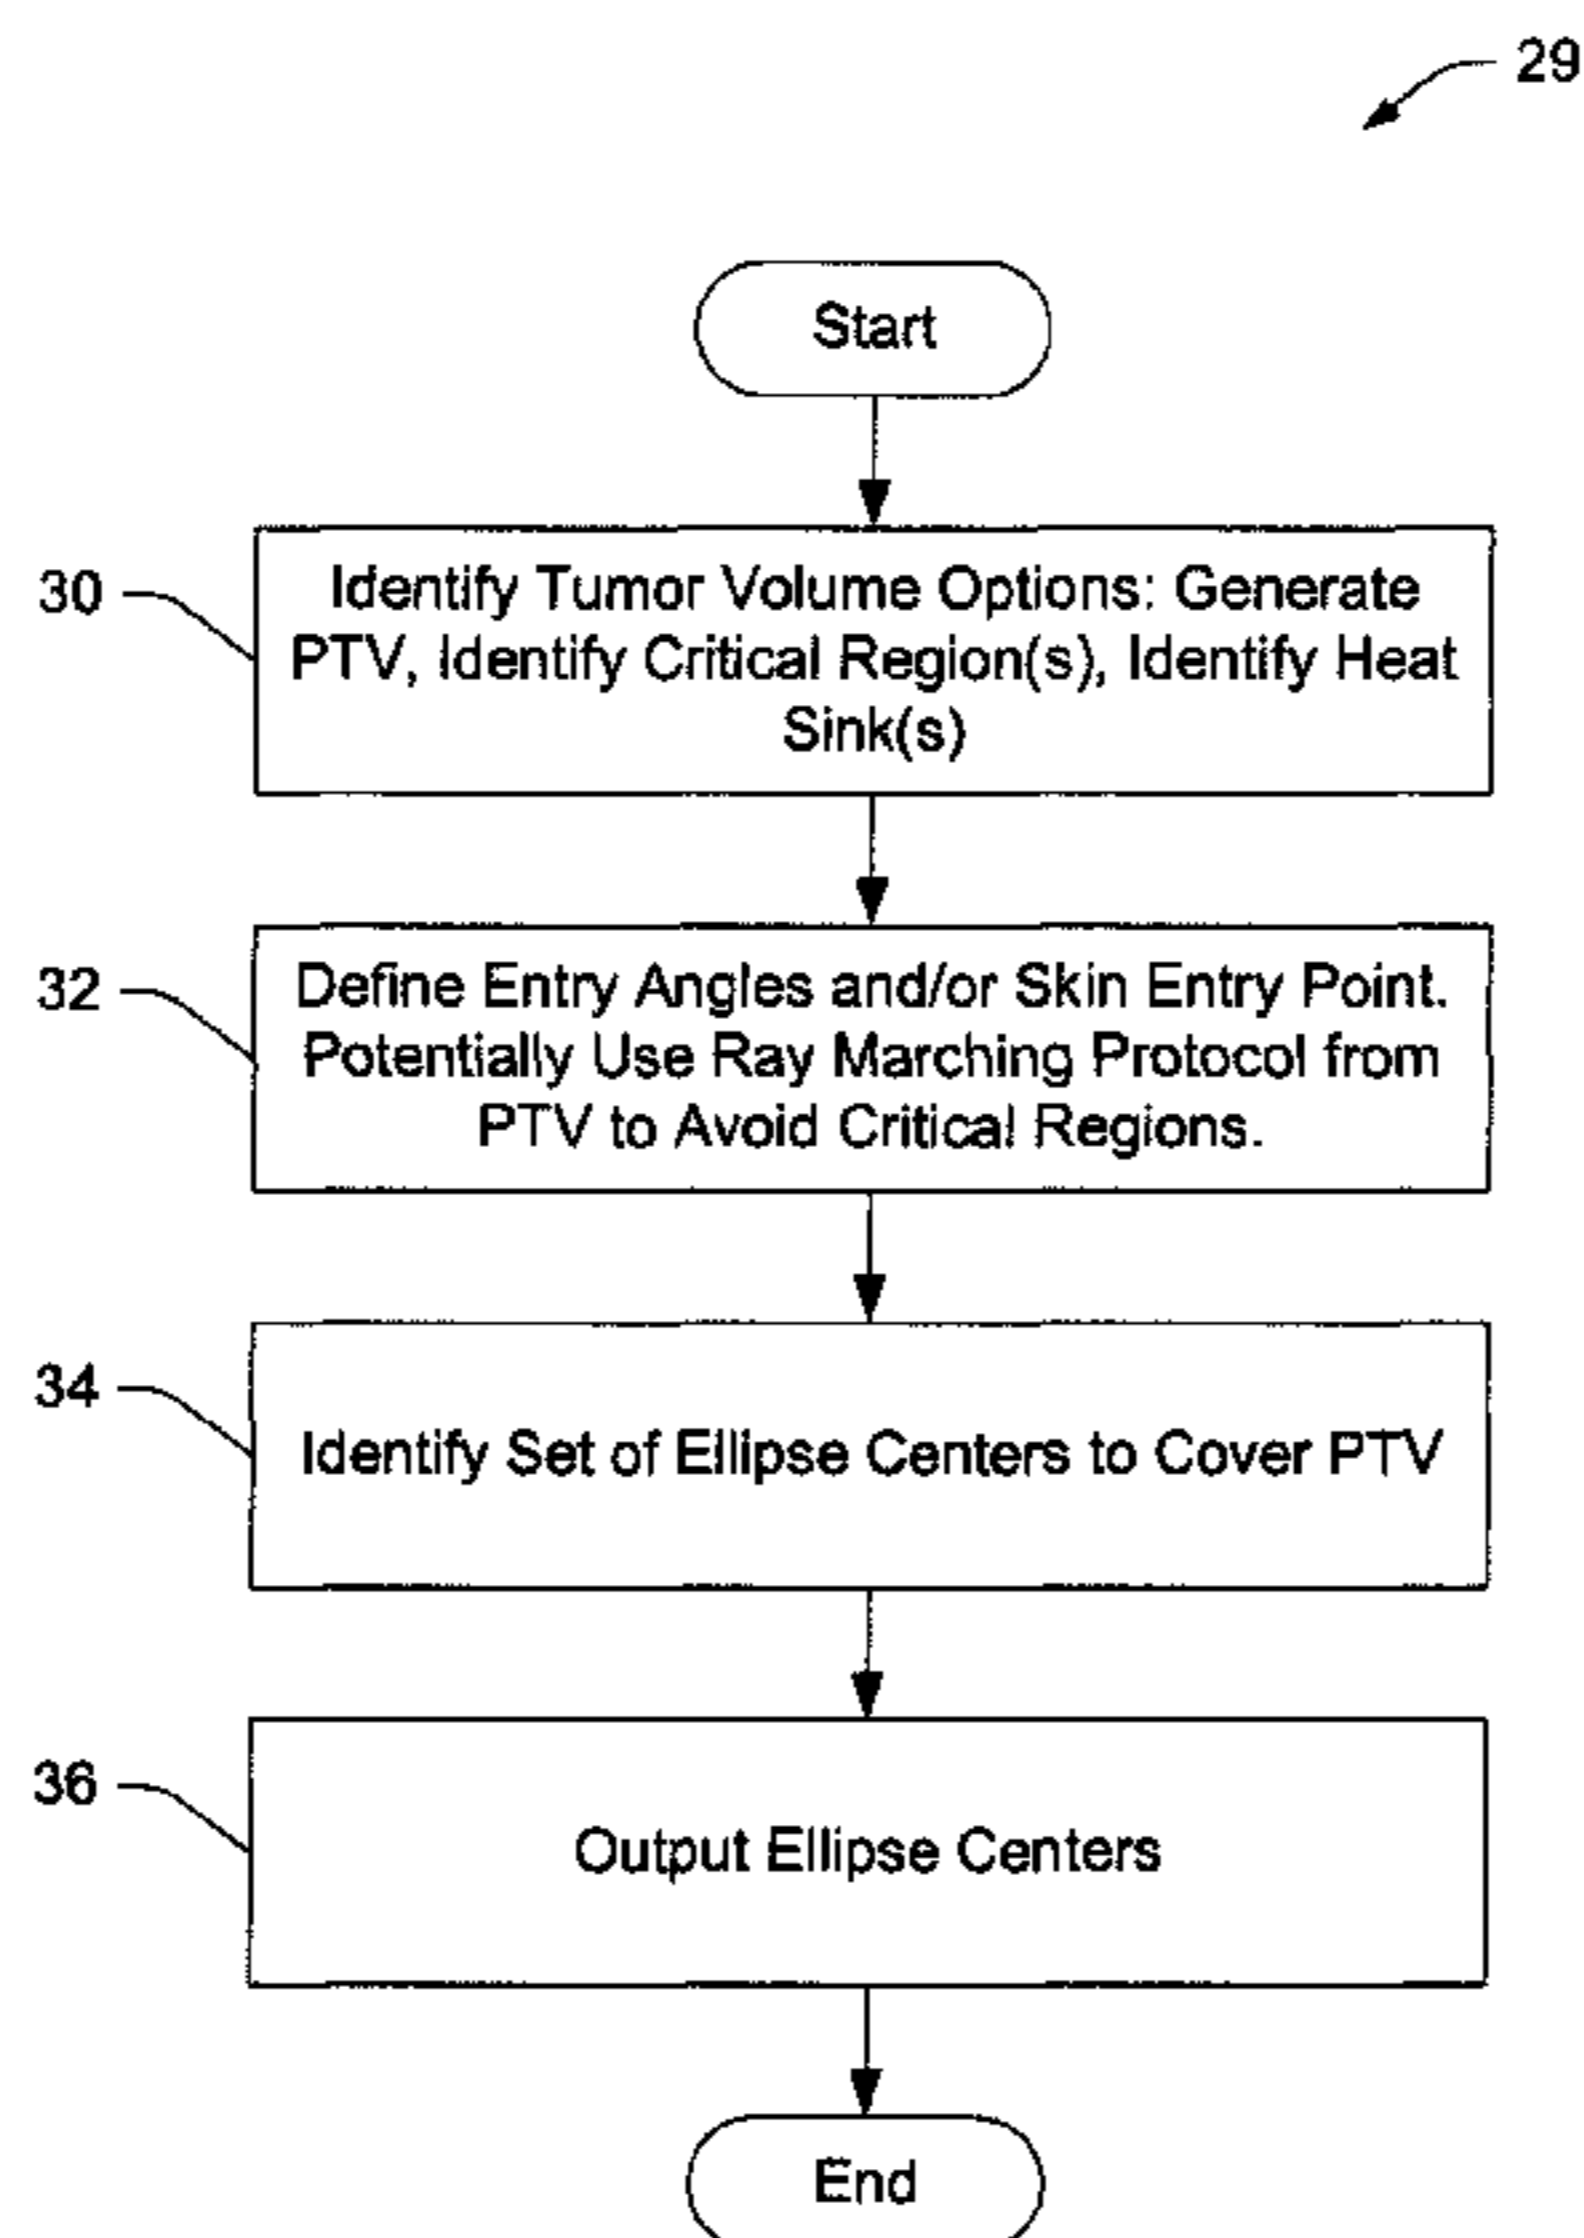 29
Start
30
Identify Tumor Volume Options: Generate
PTV, Identify Critical Region(s), Identify Heat
Sink(s)
32
Define Entry Angles and/or Skin Entry Point.
Potentially Use Ray Marching Protocol from
PTV to Avoid Critical Regions.
34
Identify Set of Ellipse Centers to Cover PTV
36
Output Ellipse Centers
End